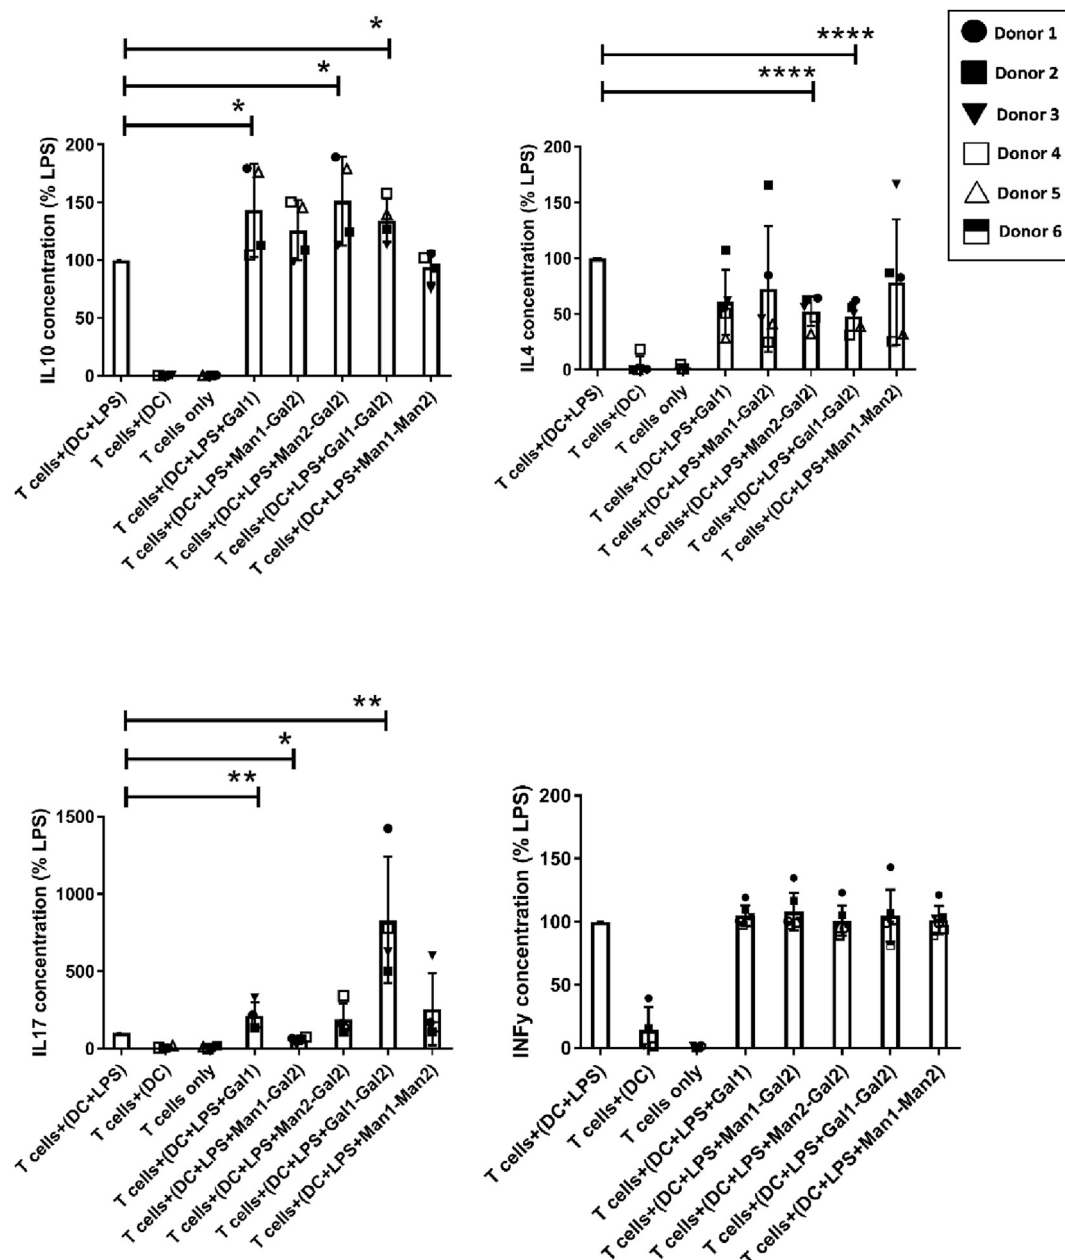 Donor 1
Donor 2
Donor 3
Donor 4
Donor 5
Donor 6
*
*
*
IL10 concentration (% LPS)
200
150
100
50
0
T cells+(DC+LPS)
T cells+(DC)
T cells only
T cells+(DC+LPS+Gal1)
T cells+(DC+LPS+Man1-Gal2)
T cells+(DC+LPS+Man2-Gal2)
T cells+(DC+LPS+Gal1-Gal2)
T cells+(DC+LPS+Man1-Man2)
****
****
IL4 concentration (% LPS)
200
150
100
50
0
T cells+(DC+LPS)
T cells+(DC)
T cells only
T cells+(DC+LPS+Gal1)
T cells+(DC+LPS+Man1-Gal2)
T cells+(DC+LPS+Man2-Gal2)
T cells+(DC+LPS+Gal1-Gal2)
T cells+(DC+LPS+Man1-Man2)
**
*
**
IL17 concentration (% LPS)
1500
1000
500
0
T cells+(DC+LPS)
T cells+(DC)
T cells only
T cells+(DC+LPS+Gal1)
T cells+(DC+LPS+Man1-Gal2)
T cells+(DC+LPS+Man2-Gal2)
T cells+(DC+LPS+Gal1-Gal2)
T cells+(DC+LPS+Man1-Man2)
INFy concentration (% LPS)
200
150
100
50
0
T cells+(DC+LPS)
T cells+(DC)
T cells only
T cells+(DC+LPS+Gal1)
T cells+(DC+LPS+Man1-Gal2)
T cells+(DC+LPS+Man2-Gal2)
T cells+(DC+LPS+Gal1-Gal2)
T cells+(DC+LPS+Man1-Man2)